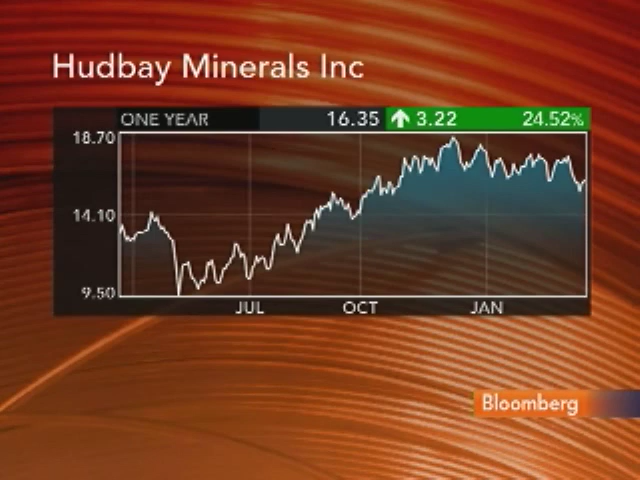 Hudbay Minerals Inc
ONE YEAR 16.35 3.22 24.52%
18.70
14.10
9.50
JUL OCT JAN
Bloomberg